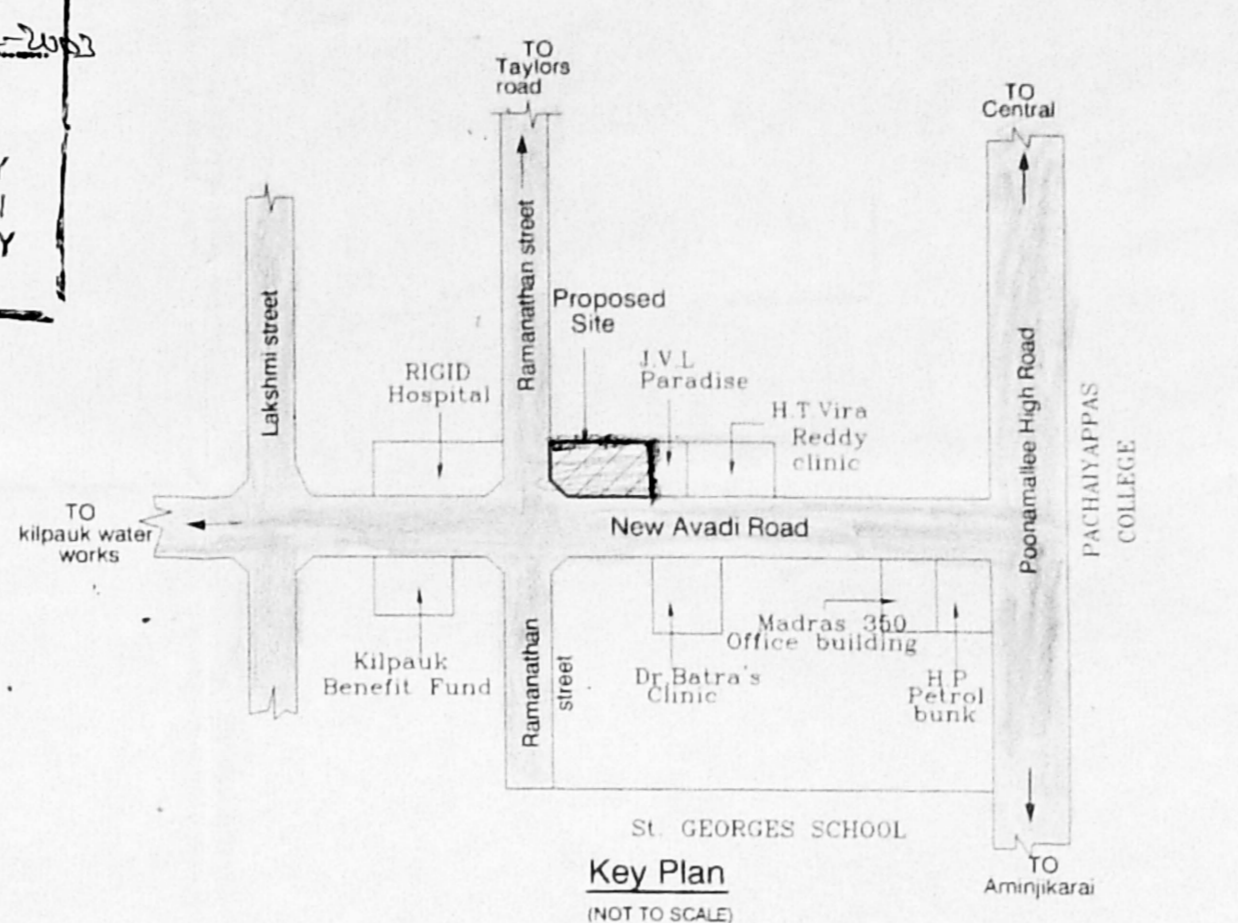 -2003
Y
Y
TO
Taylors
road
TO
Central
Lakshmi street
Ramanathan street
Proposed
Site
RIGID
Hospital
J.V.L
Paradise
H.T.Vira
Reddy
clinic
Poonamallee High Road
PACHAIYAPPAS
COLLEGE
TO
kilpauk water
works
New Avadi Road
Ramanathan
street
Kilpauk
Benefit Fund
Dr.Batra's
Clinic
Madras 350
Office building
H.P
Petrol
bunk
St. GEORGES SCHOOL
Key Plan
(NOT TO SCALE)
TO
Aminjikarai